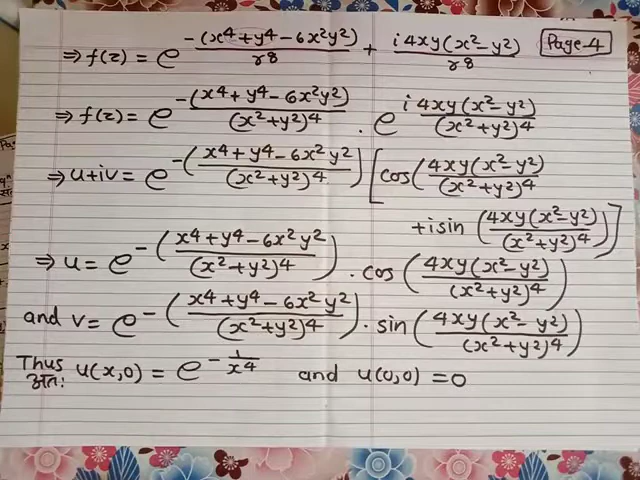 ⇒ f(z) = e^{-(x⁴+y⁴-6x²y²)/r8 + i4xy(x²-y²)/r8} Page-4
⇒ f(z) = e^{-(x⁴+y⁴-6x²y²)/(x²+y²)⁴} . e^{i4xy(x²-y²)/(x²+y²)⁴}
⇒ u+iv = e^{-((x⁴+y⁴-6x²y²)/(x²+y²)⁴)} [cos(4xy(x²-y²)/(x²+y²)⁴)
+isin (4xy(x²-y²)/(x²+y²)⁴)]
⇒ u = e^{-((x⁴+y⁴-6x²y²)/(x²+y²)⁴)} . cos (4xy(x²-y²)/(x²+y²)⁴)
and v = e^{-((x⁴+y⁴-6x²y²)/(x²+y²)⁴)} . sin (4xy(x²-y²)/(x²+y²)⁴)
Thus अतः u(x,0) = e^{-1/x⁴} and u(0,0) = 0